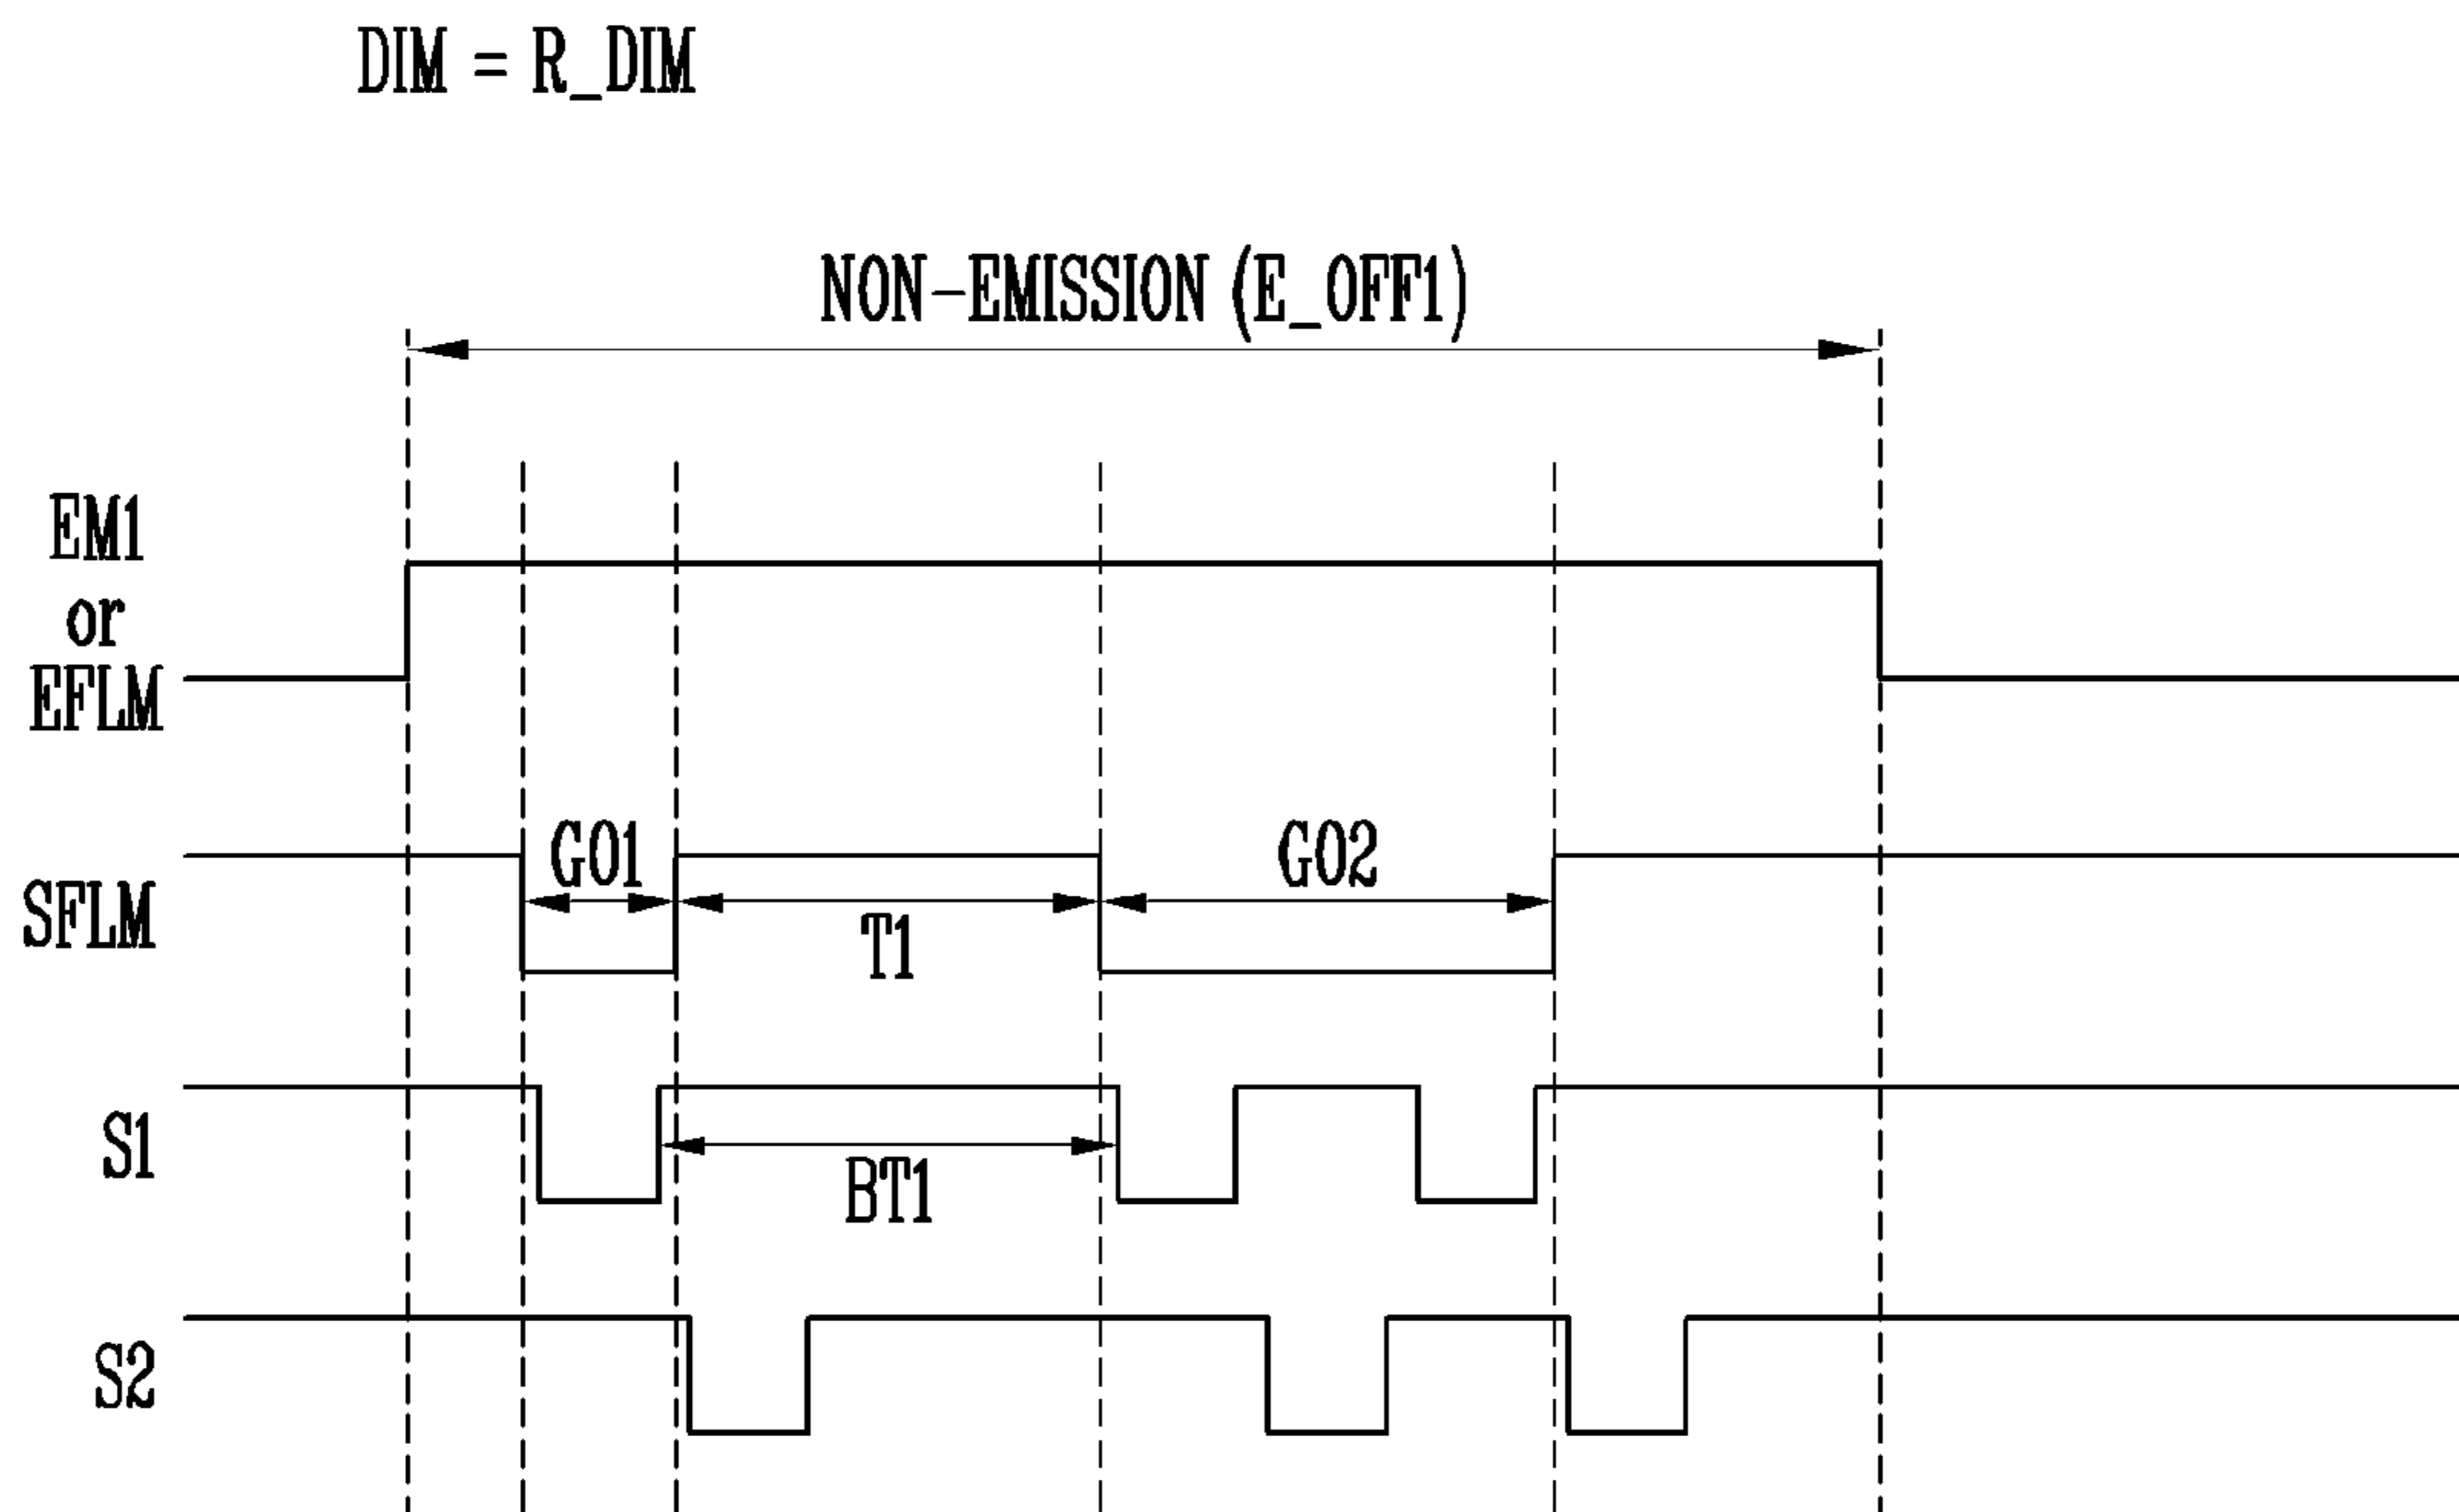 DIM = R_DIM
NON-EMISSION (E_OFF1)
EM1
or
EFLM
GO1
GO2
SFLM
T1
S1
BT1
S2